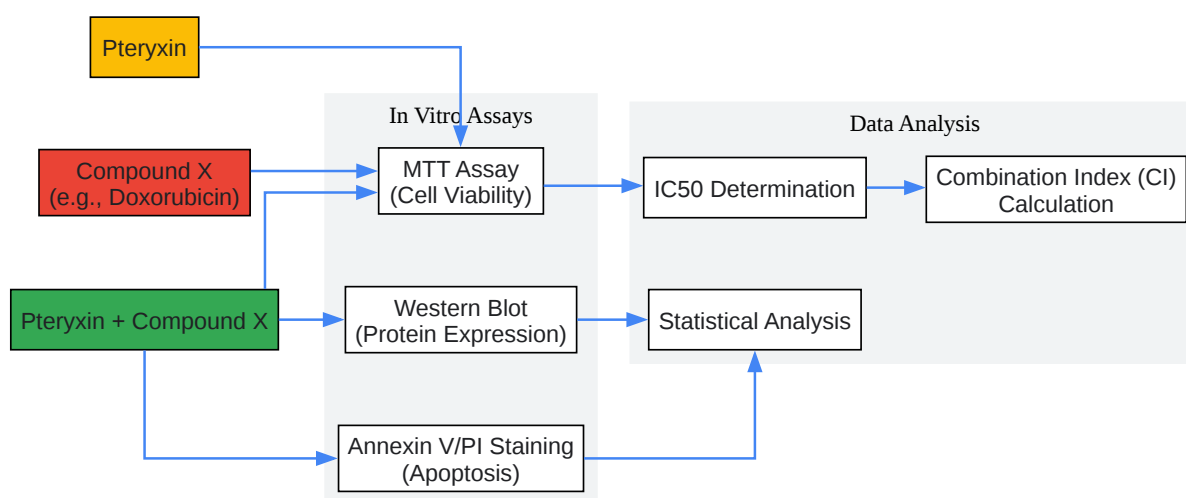 Pteryxin
In Vitro Assays
Data Analysis
Compound X
(e.g., Doxorubicin)
MTT Assay
(Cell Viability)
IC50 Determination
Combination Index (CI)
Calculation
Pteryxin + Compound X
Western Blot
(Protein Expression)
Statistical Analysis
Annexin V/PI Staining
(Apoptosis)